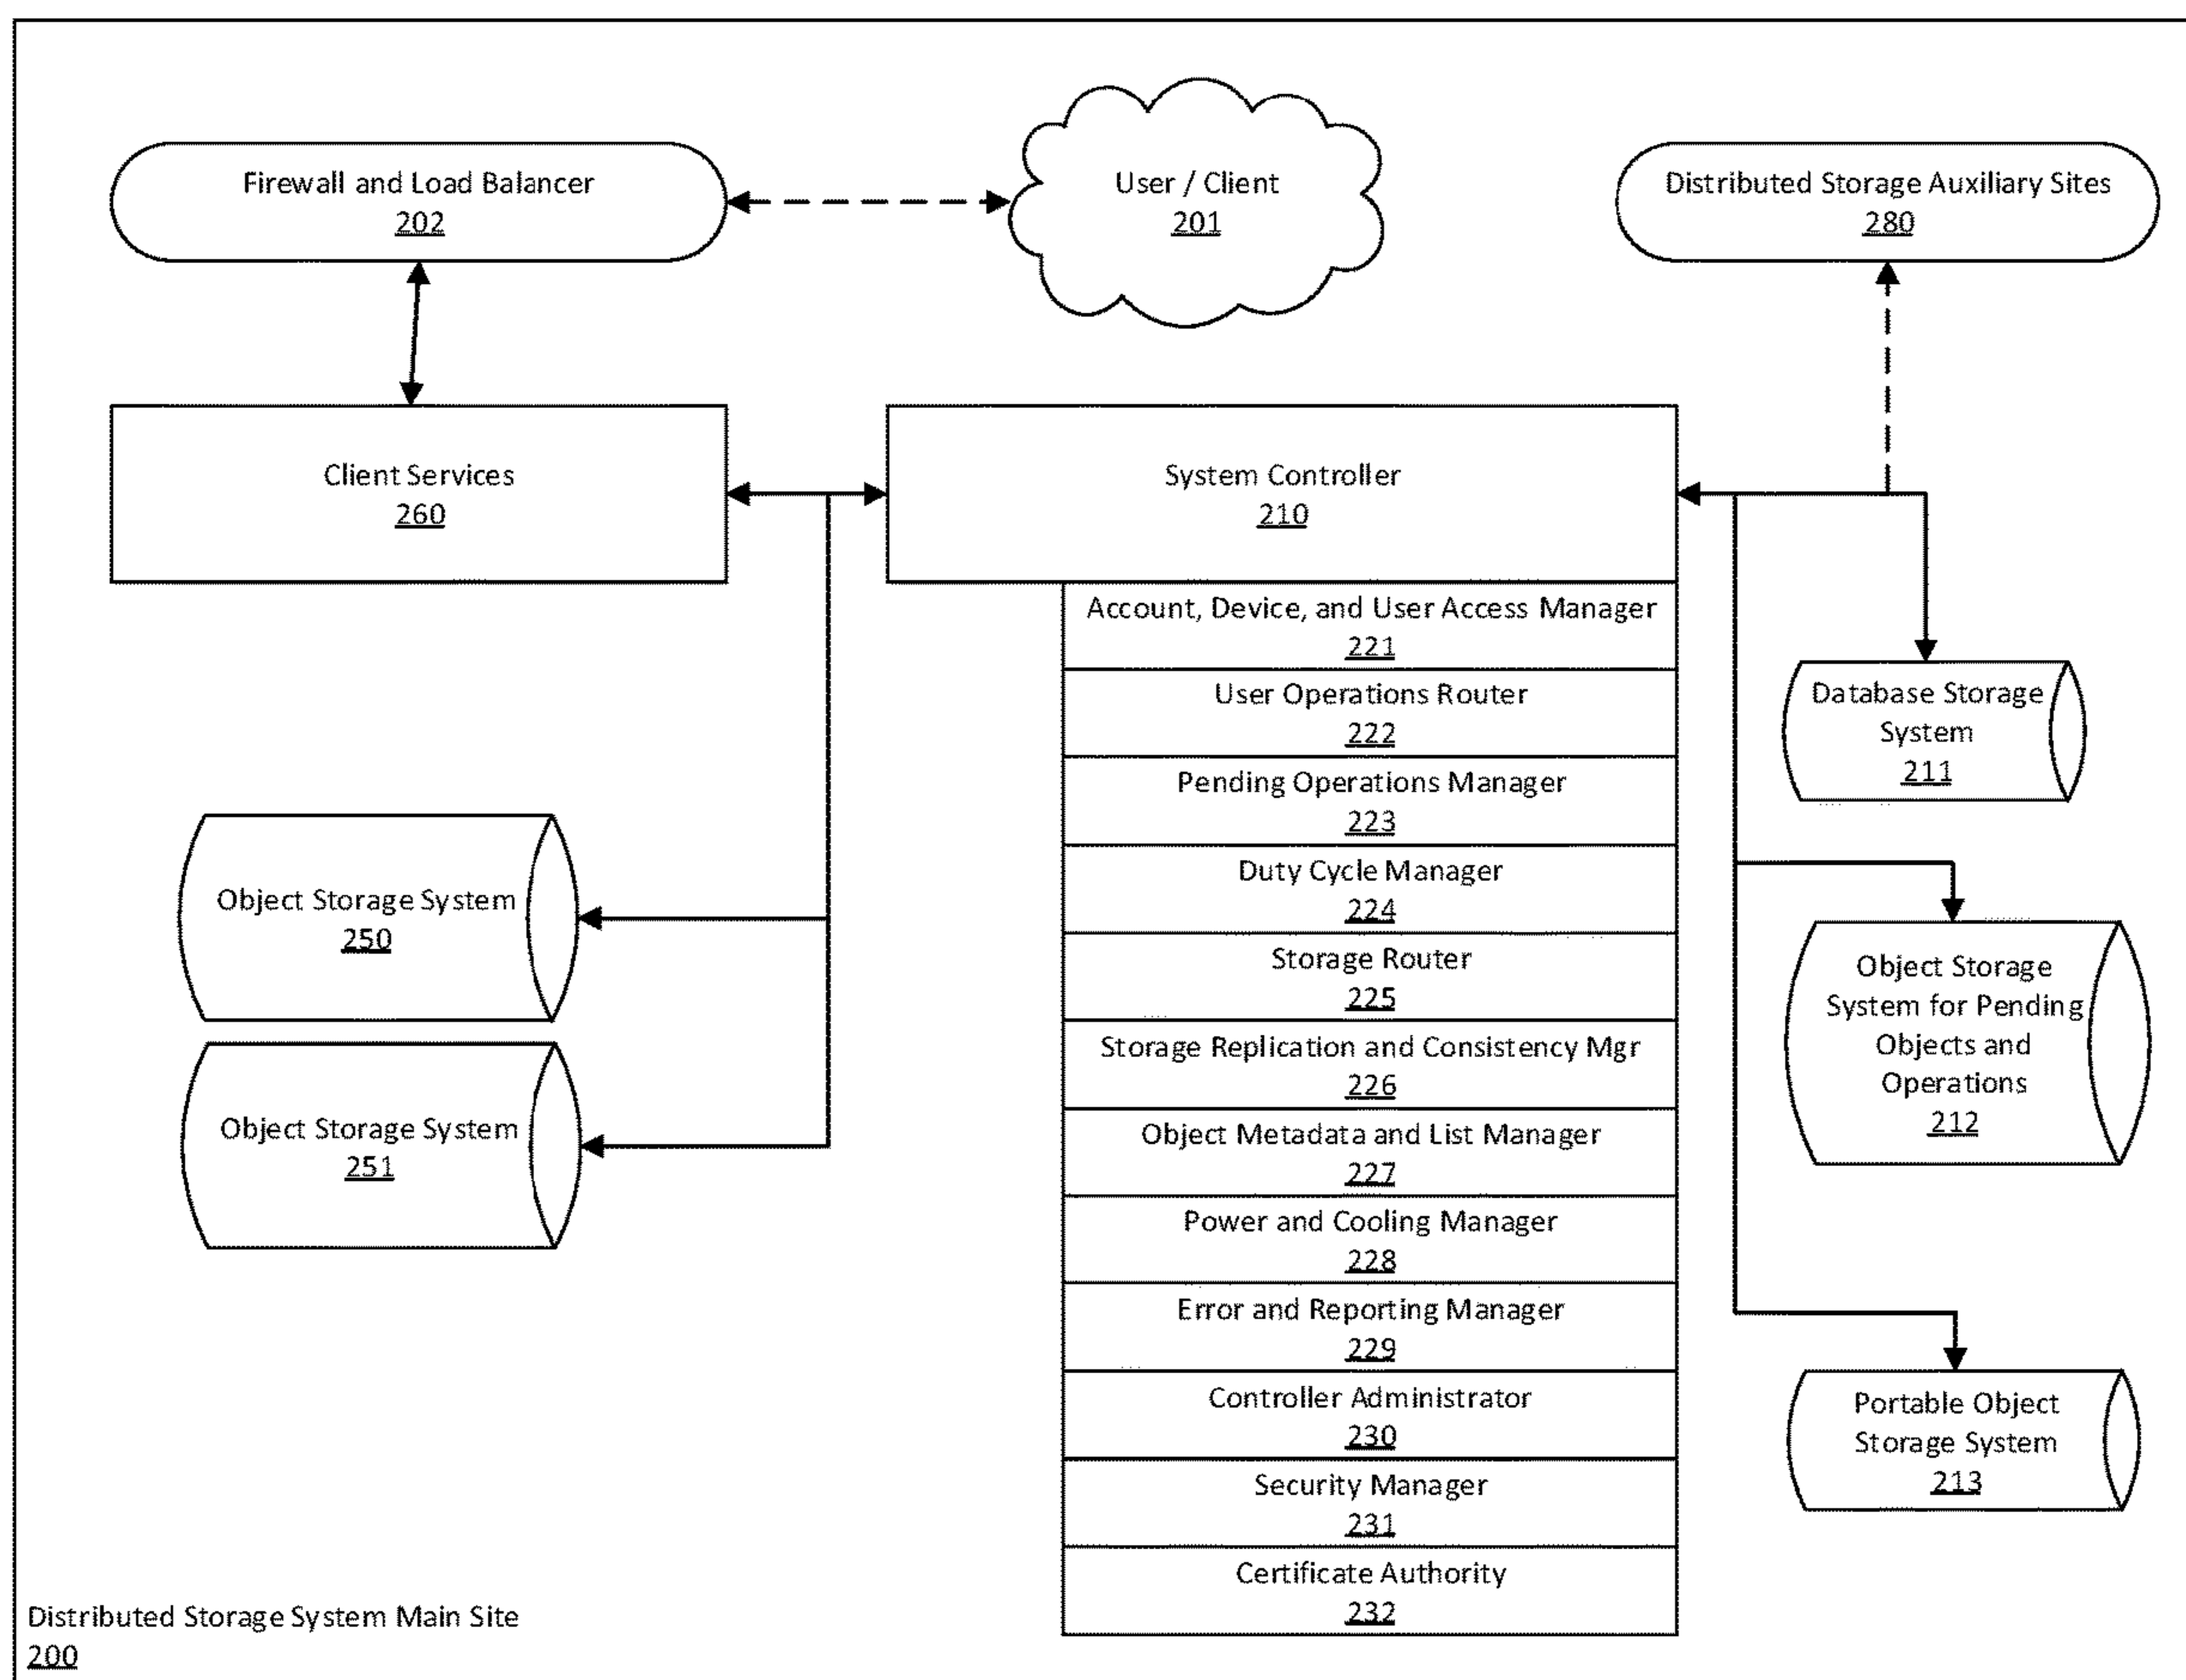 Firewall and Load Balancer
202
User / Client
201
Distributed Storage Auxiliary Sites
280
Client Services
260
System Controller
210
Account, Device, and User Access Manager
221
User Operations Router
222
Pending Operations Manager
223
Duty Cycle Manager
224
Storage Router
225
Storage Replication and Consistency Mgr
226
Object Metadata and List Manager
227
Power and Cooling Manager
228
Error and Reporting Manager
229
Controller Administrator
230
Security Manager
231
Certificate Authority
232
Database Storage
System
211
Object Storage
System for Pending
Objects and
Operations
212
Portable Object
Storage System
213
Object Storage System
250
Object Storage System
251
Distributed Storage System Main Site
200